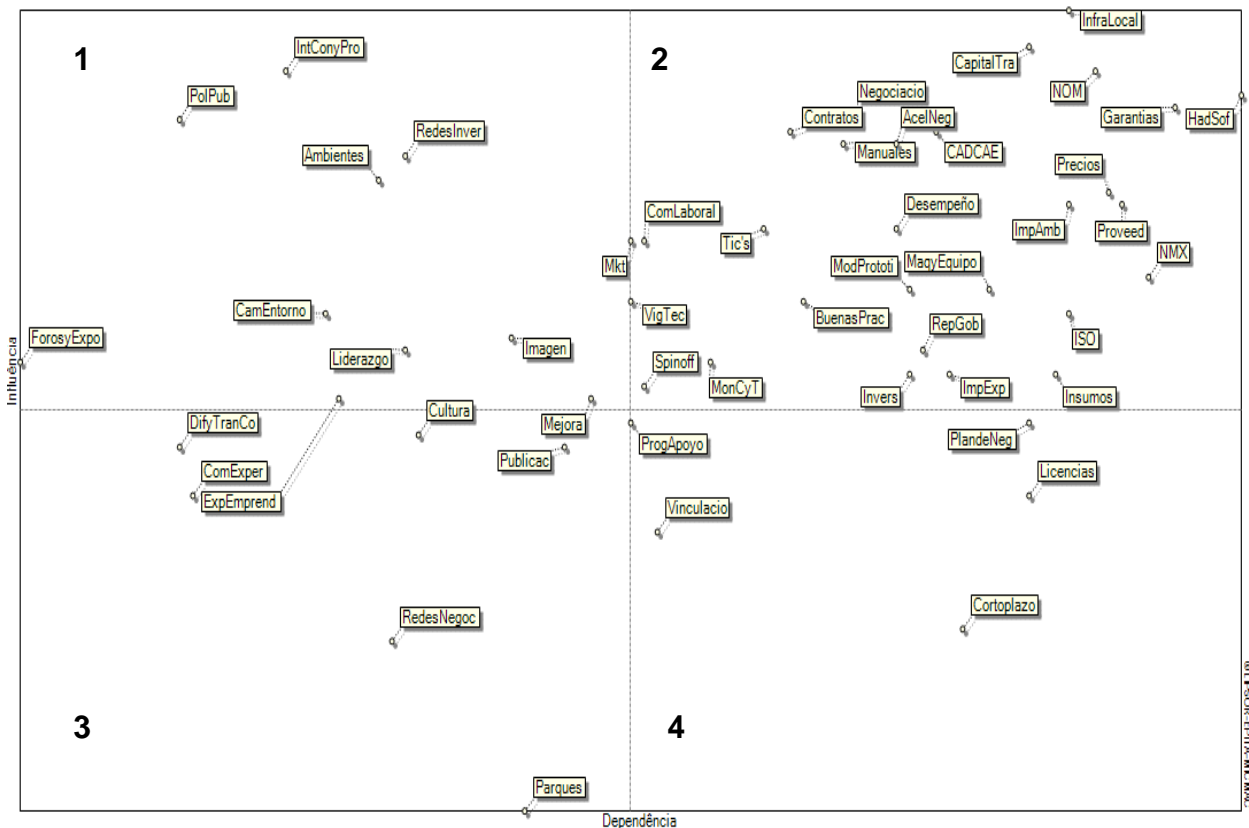 InfraLocal
1
IntConyPro
2
CapitalTra
PolPub
Negociacio
NOM
Contratos
AcelNeg
Garantias
HadSof
RedesInver
Ambientes
Manuales
CADCAE
Precios
ComLaboral
Desempeño
Tic's
ImpAmb
Proveed
Mkt
ModPrototi
MaqyEquipo
NMX
CamEntorno
VigTec
BuenasPrac
RepGob
ForosyExpo
Liderazgo
Imagen
ISO
Influência
Spinoff
MonCyT
Invers
ImpExp
Insumos
DifyTranCo
Cultura
Mejora
ProgApoyo
PlandeNeg
ComExper
Publicac
Licencias
ExpEmprend
Vinculacio
RedesNegoc
Cortoplazo
3
4
Parques
Dependência